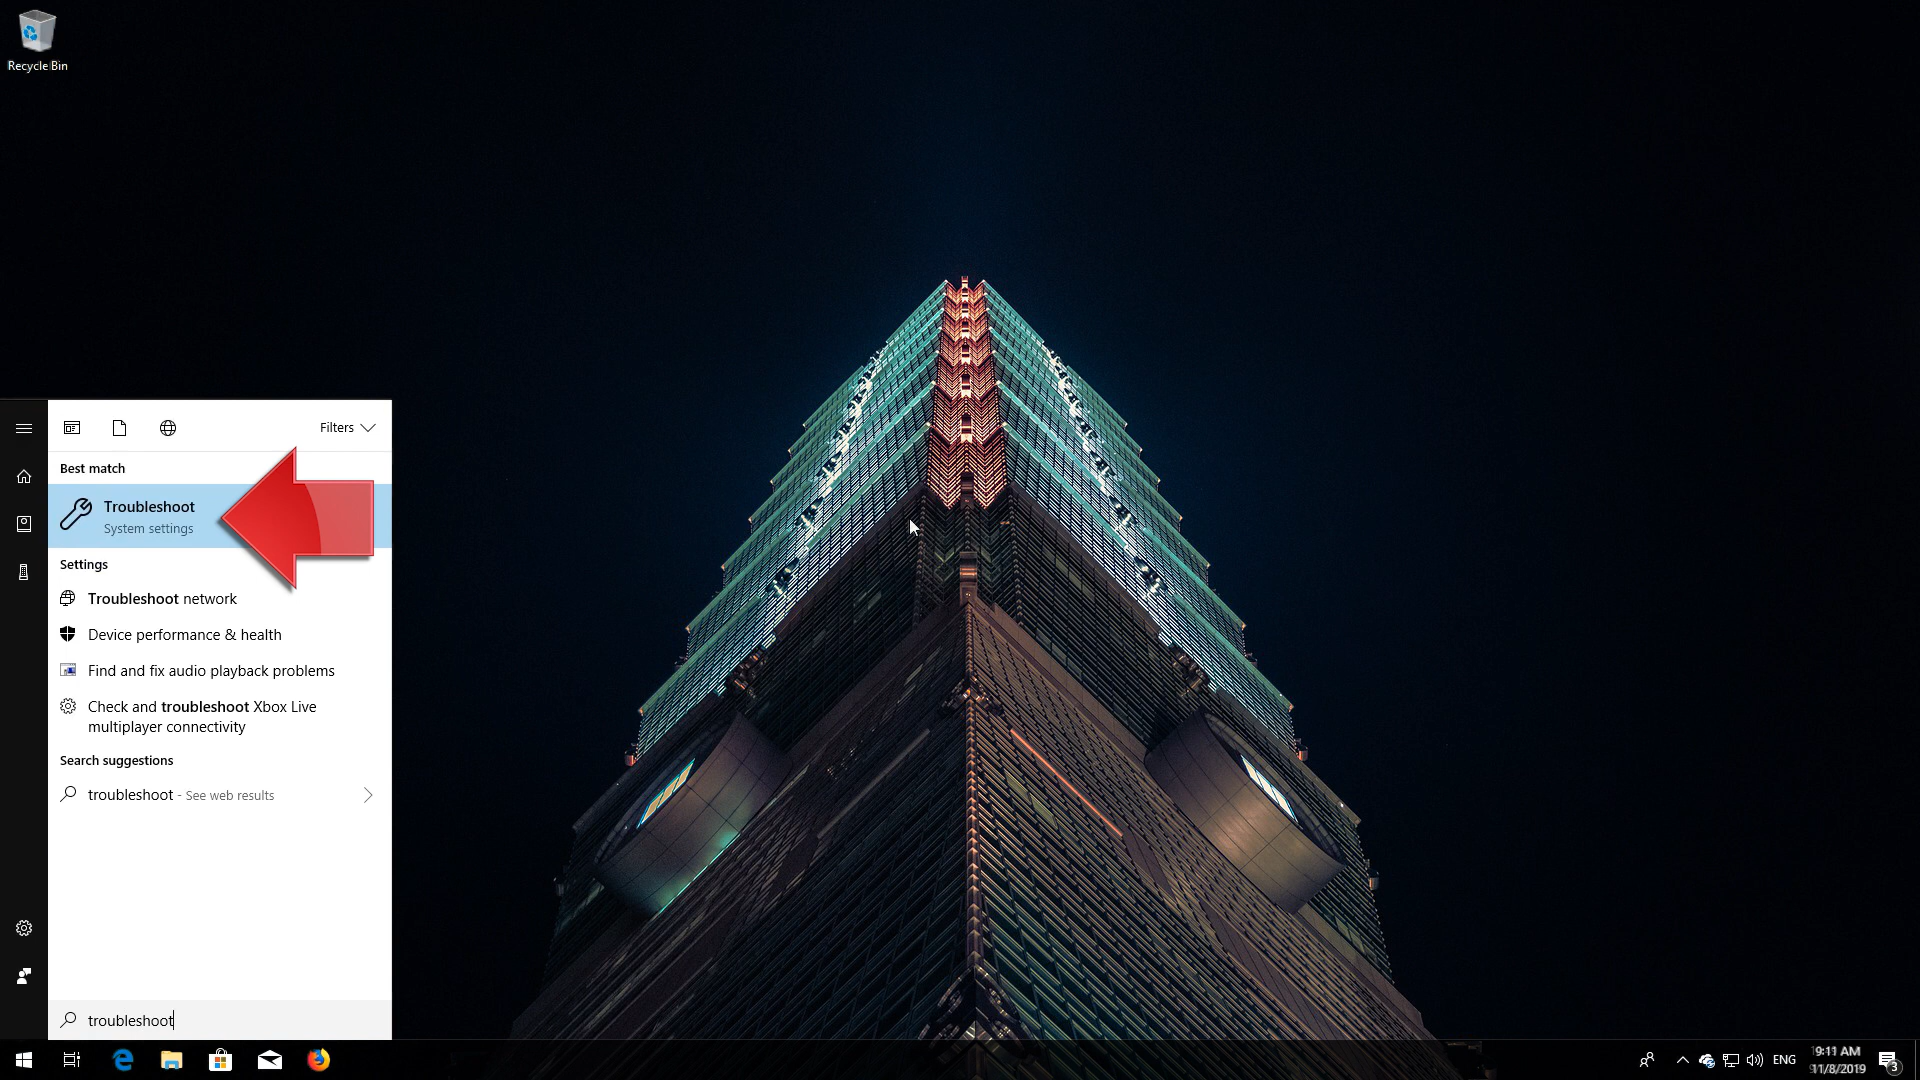 Recycle Bin
Filters
Best match
Troubleshoot
System settings
Settings
Troubleshoot network
Device performance & health
Find and fix audio playback problems
Check and troubleshoot Xbox Live
multiplayer connectivity
Search suggestions
troubleshoot - See web results
troubleshoot
ENG
9:11 AM
11/8/2019
3